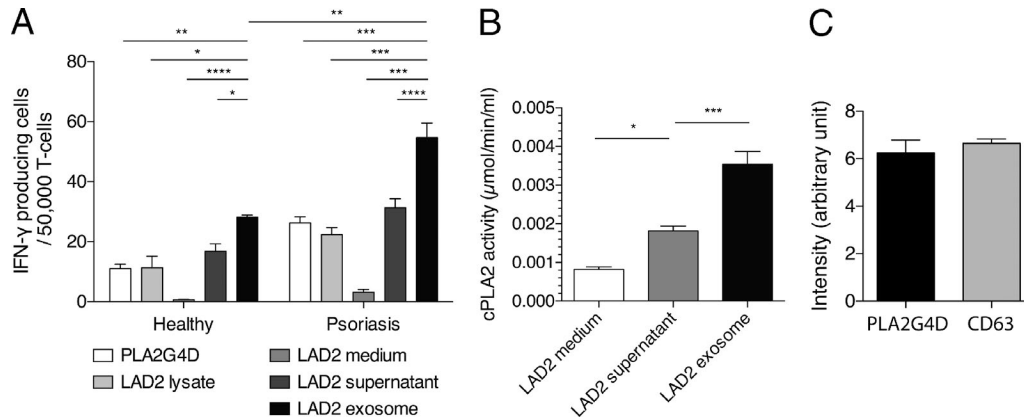 A
**
**
***
*
***
****
***
*
****
80
60
40
20
0
IFN-γ producing cells
/ 50,000 T-cells
Healthy
Psoriasis
PLA2G4D
LAD2 lysate
LAD2 medium
LAD2 supernatant
LAD2 exosome
B
0.005
0.004
0.003
0.002
0.001
0.000
cPLA2 activity (µmol/min/ml)
*
***
LAD2 medium
LAD2 supernatant
LAD2 exosome
C
8
6
4
2
0
Intensity (arbitrary unit)
PLA2G4D
CD63